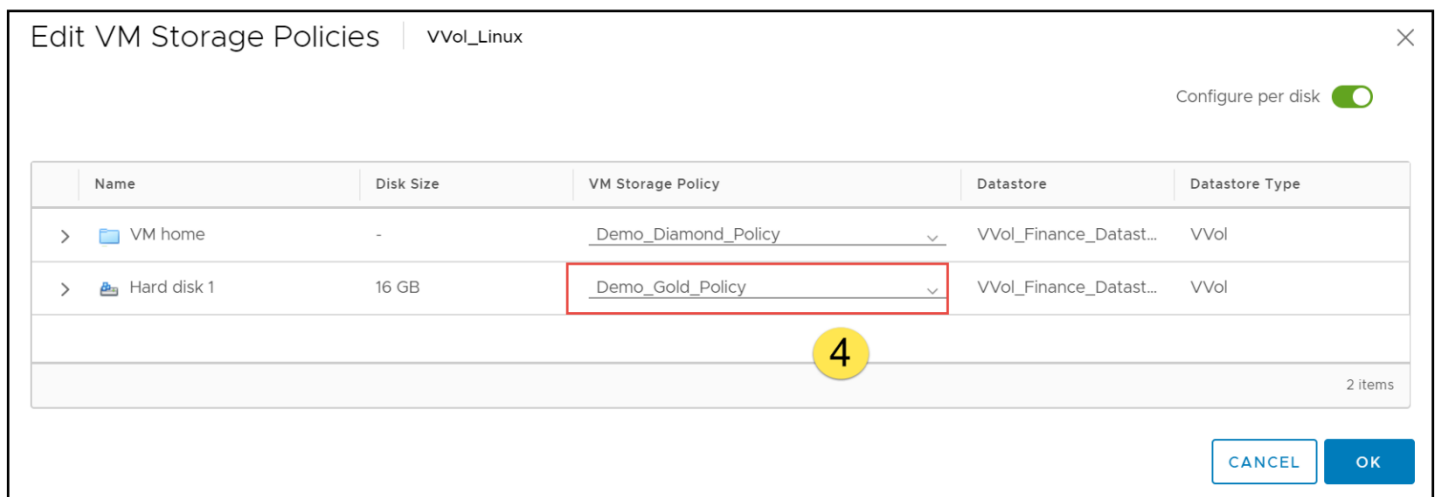 Edit VM Storage Policies VVol_Linux
Configure per disk
Name Disk Size VM Storage Policy Datastore Datastore Type
VM home - Demo_Diamond_Policy VVol_Finance_Datast... VVol
Hard disk 1 16 GB Demo_Gold_Policy VVol_Finance_Datast... VVol
4
2 items
CANCEL OK